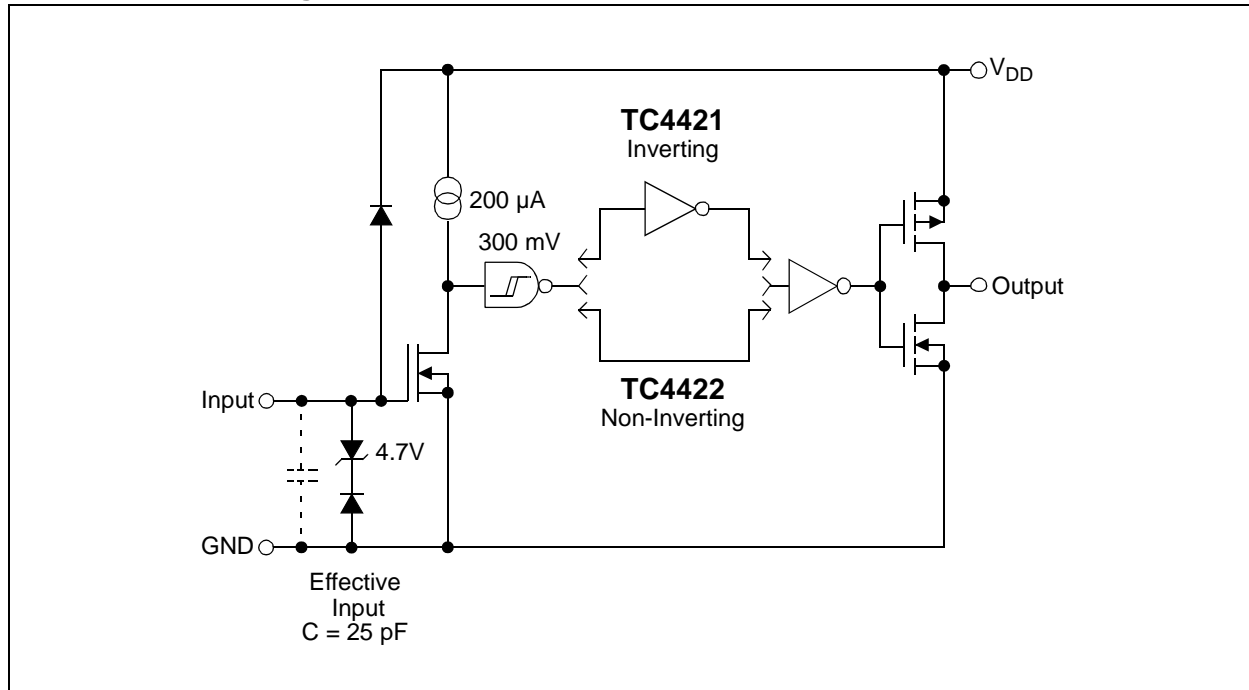 V_DD
TC4421
Inverting
200 µA
300 mV
Output
TC4422
Non-Inverting
Input
4.7V
GND
Effective
Input
C = 25 pF